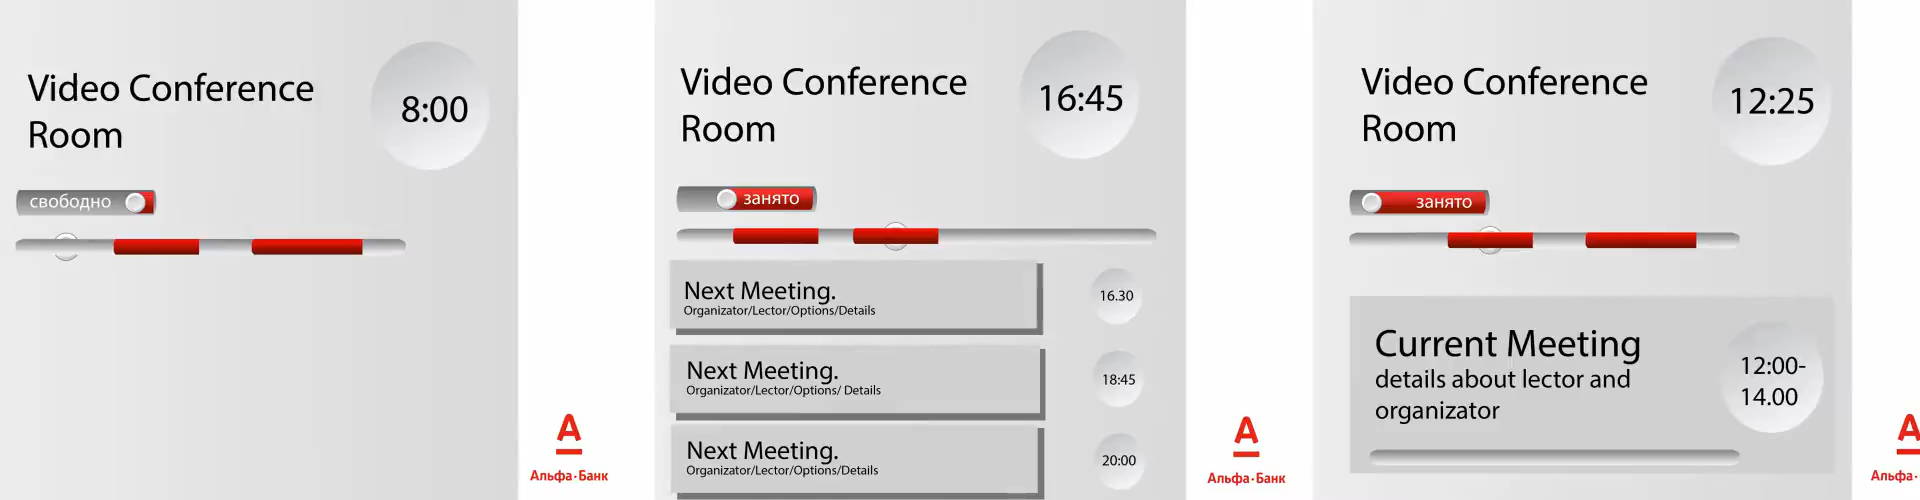 Video Conference
Room
8:00
свободно
А
Альфа·Банк
Video Conference
Room
16:45
занято
Next Meeting.
Organizator/Lector/Options/Details
16.30
Next Meeting.
Organizator/Lector/Options/ Details
18:45
Next Meeting.
Organizator/Lector/Options/Details
20:00
А
Альфа·Банк
Video Conference
Room
12:25
занято
Current Meeting
details about lector and
organizator
12:00-
14.00
А
Альфа·